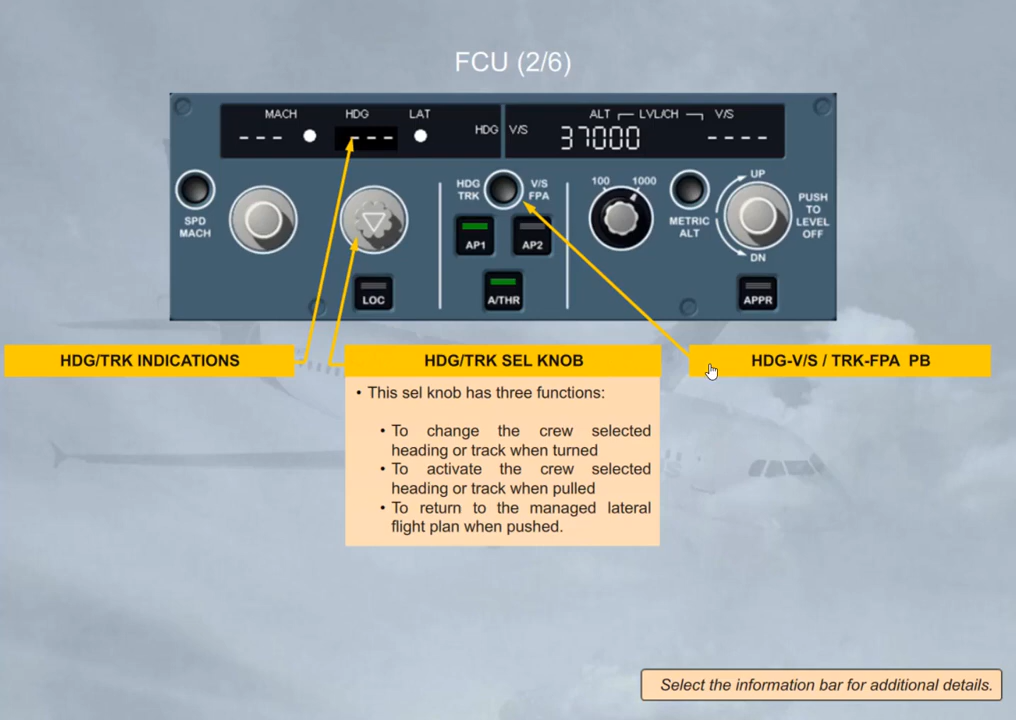 FCU (2/6)
MACH HDG LAT HDG V/S ALT LVL/CH V/S
--- --- 37000 ----
HDG V/S
TRK FPA
100 1000
UP
SPD
MACH
AP1 AP2
METRIC
ALT
PUSH
TO
LEVEL
OFF
DN
LOC A/THR APPR
HDG/TRK INDICATIONS
HDG/TRK SEL KNOB
• This sel knob has three functions:
• To change the crew selected
heading or track when turned
• To activate the crew selected
heading or track when pulled
• To return to the managed lateral
flight plan when pushed.
HDG-V/S / TRK-FPA PB
Select the information bar for additional details.